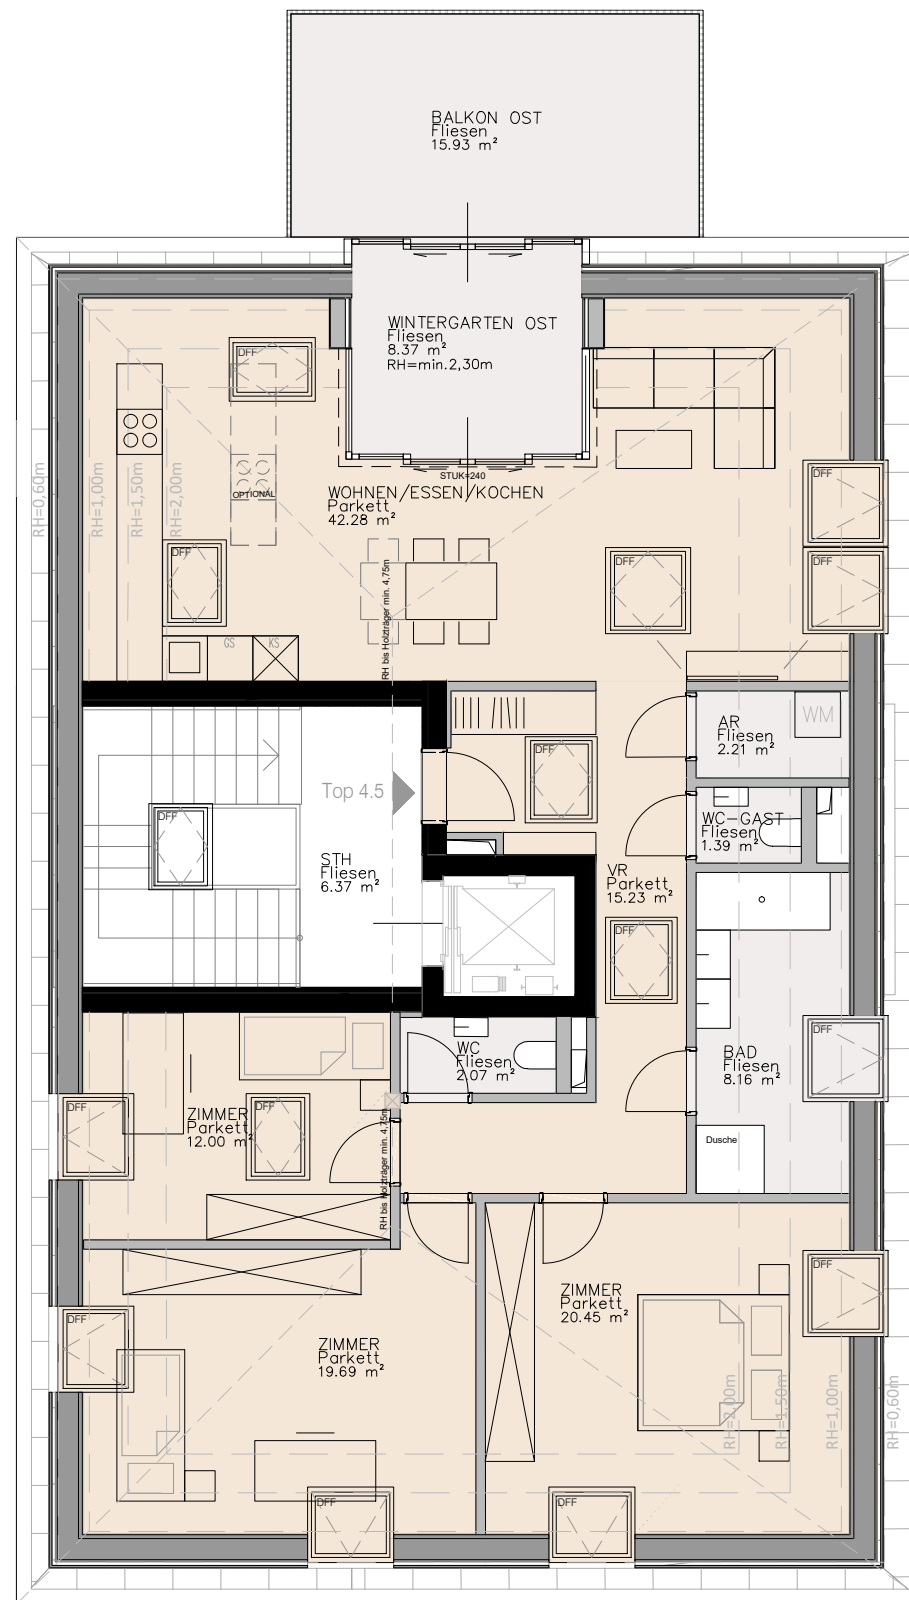 BALKON OST
Fliesen
15.93 m²
WINTERGARTEN OST
Fliesen
8.37 m²
RH=min.2,30m
DFF
STUK=240
WOHNEN/ESSEN/KOCHEN
Parkett
42.28 m²
OPTIONAL
RH=0,60m
RH=1,00m
RH=1,50m
RH=2,00m
DFF
DFF
DFF
DFF
DFF
RH bis Holzträger min. 4,75m
GS
KS
AR
Fliesen
2.21 m²
WM
Top 4.5
DFF
DFF
STH
Fliesen
6.37 m²
WC-GAST
Fliesen
1.39 m²
VR
Parkett
15.23 m²
DFF
WC
Fliesen
2.07 m²
BAD
Fliesen
8.16 m²
DFF
Dusche
DFF
DFF
ZIMMER
Parkett
12.00 m²
RH bis Holzträger min. 4,75m
DFF
DFF
ZIMMER
Parkett
20.45 m²
ZIMMER
Parkett
19.69 m²
RH=2,00m
RH=1,50m
RH=1,00m
RH=0,60m
DFF
DFF